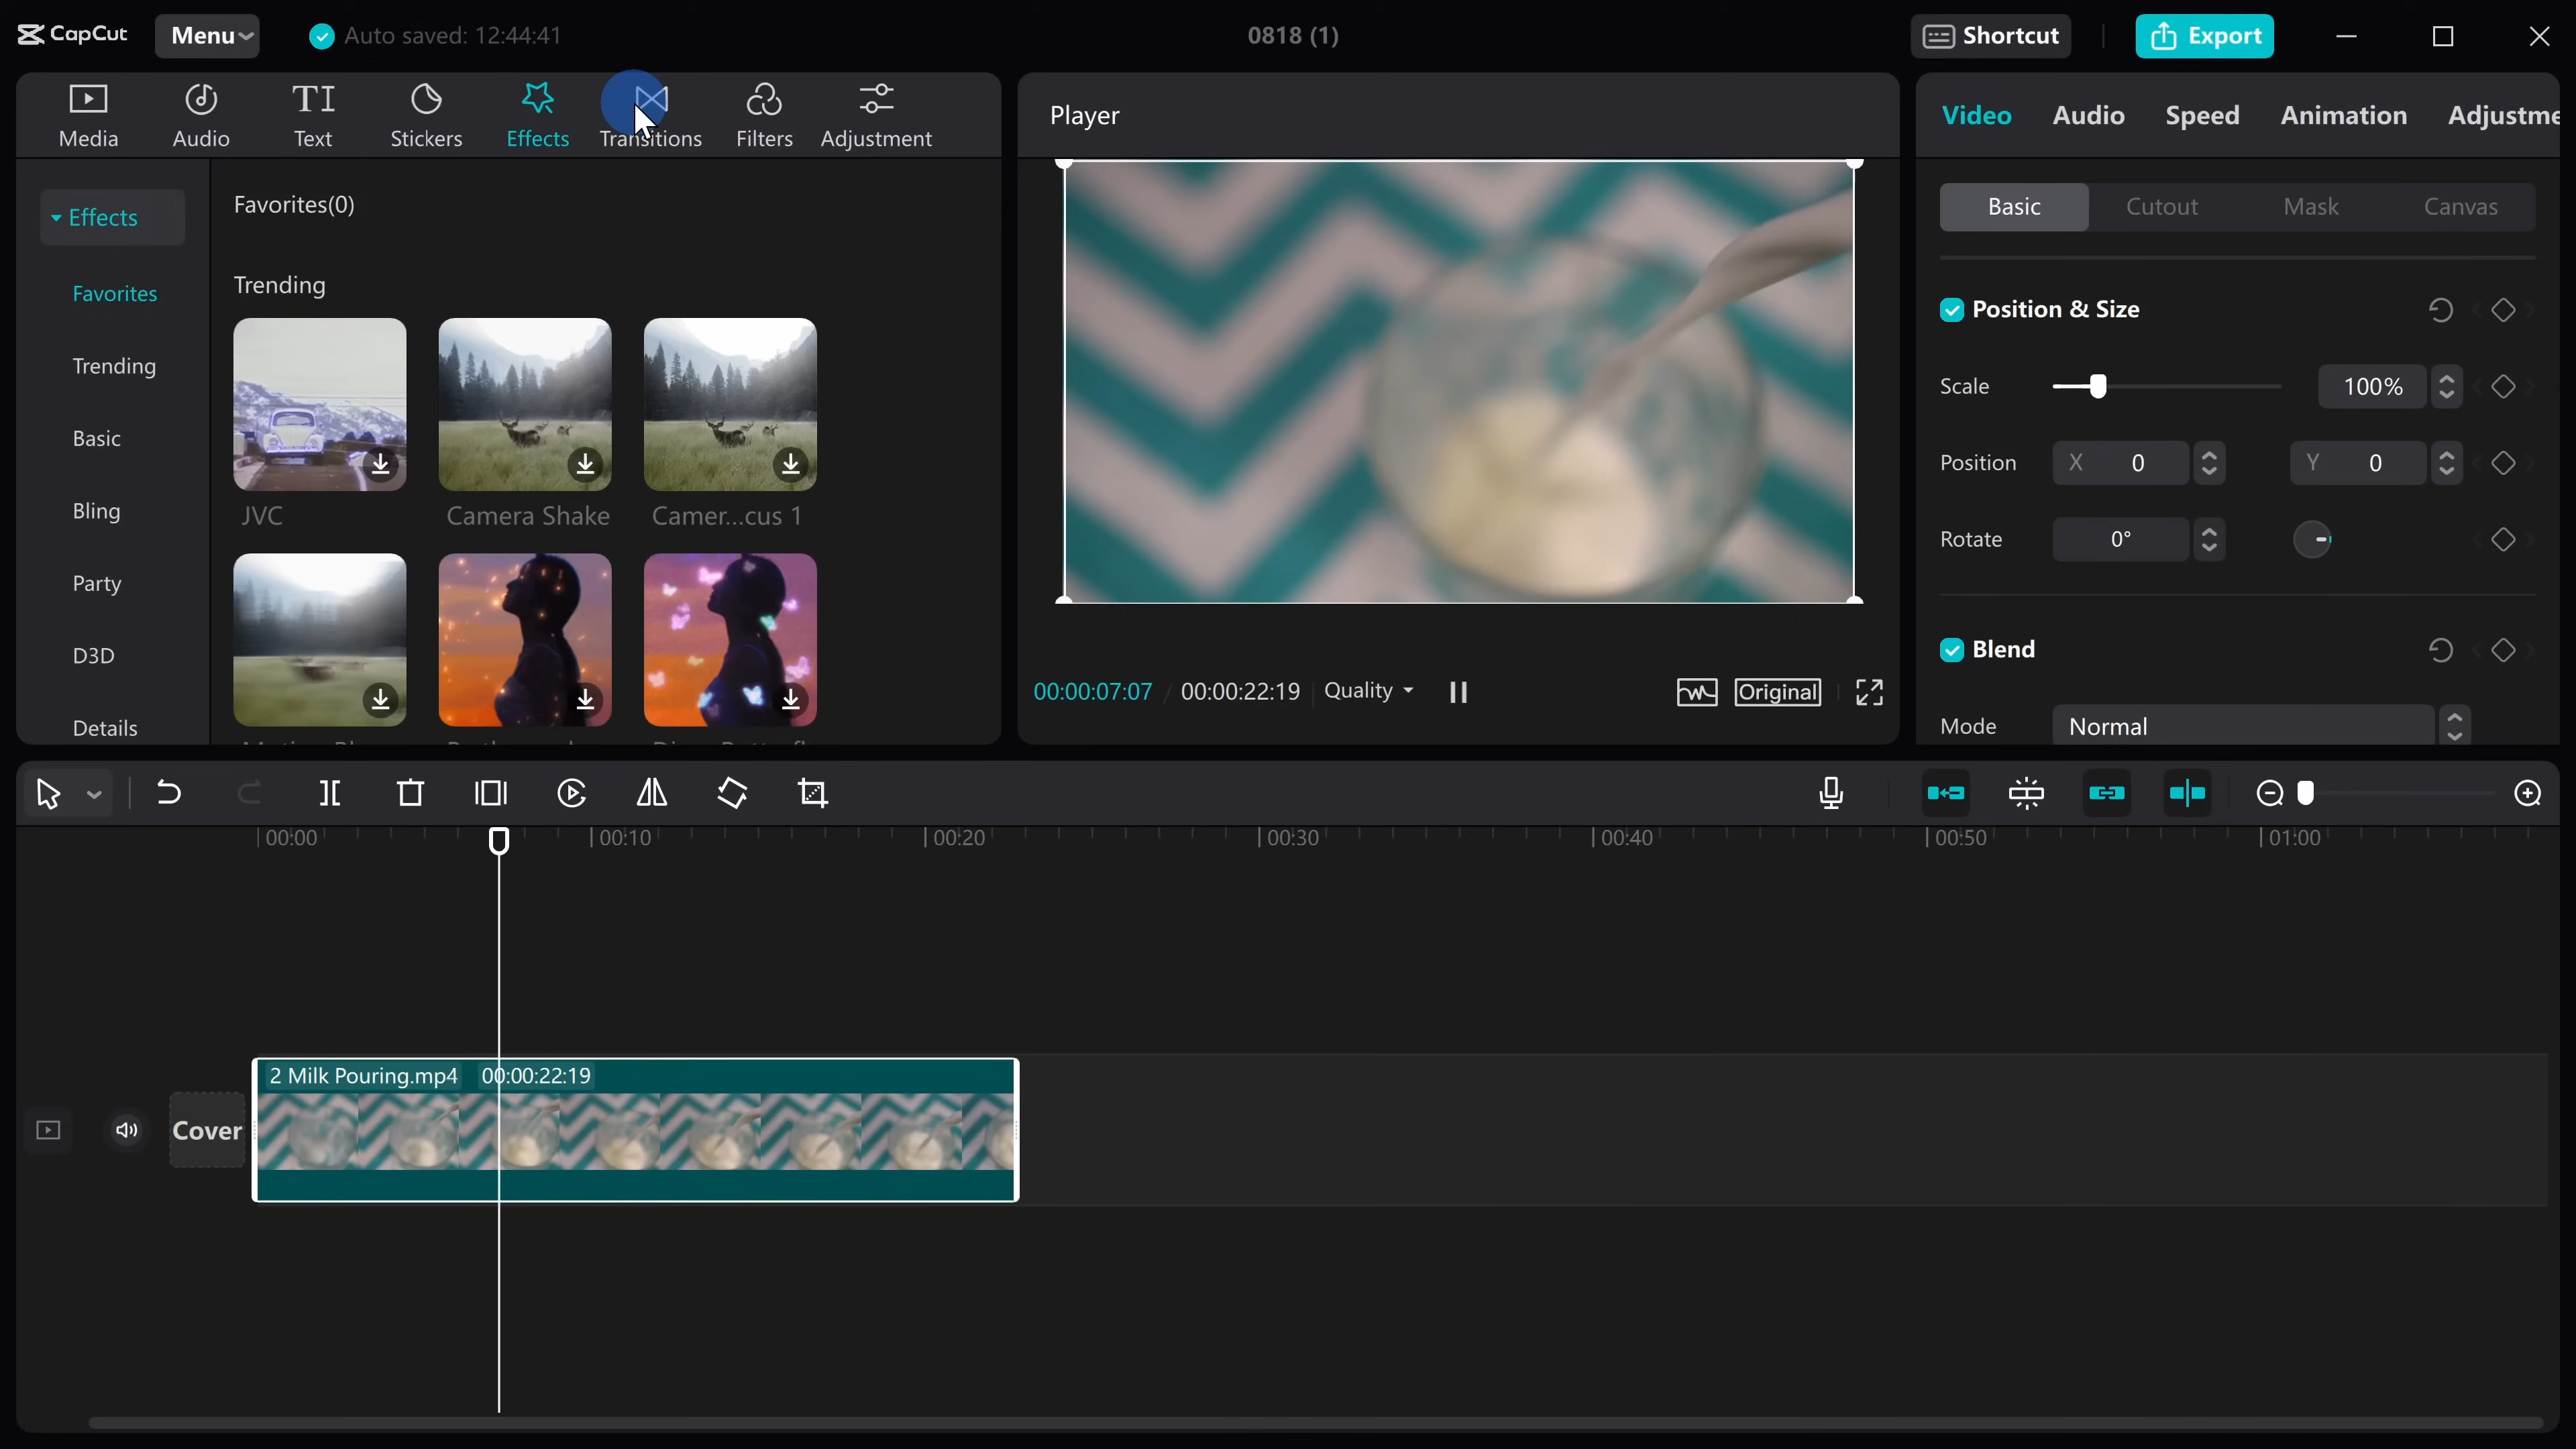 CapCut Menu Auto saved: 12:44:41 0818 (1) Shortcut Export
Media Audio Text Stickers Effects Transitions Filters Adjustment
Effects
Favorites
Trending
Basic
Bling
Party
D3D
Details
Favorites(0)
Trending
JVC Camera Shake Camer...cus 1
Player
00:00:07:07 / 00:00:22:19 Quality Original
Video Audio Speed Animation Adjustme
Basic Cutout Mask Canvas
Position & Size
Scale 100%
Position X 0 Y 0
Rotate 0°
Blend
Mode Normal
00:00 00:10 00:20 00:30 00:40 00:50 01:00
2 Milk Pouring.mp4 00:00:22:19
Cover